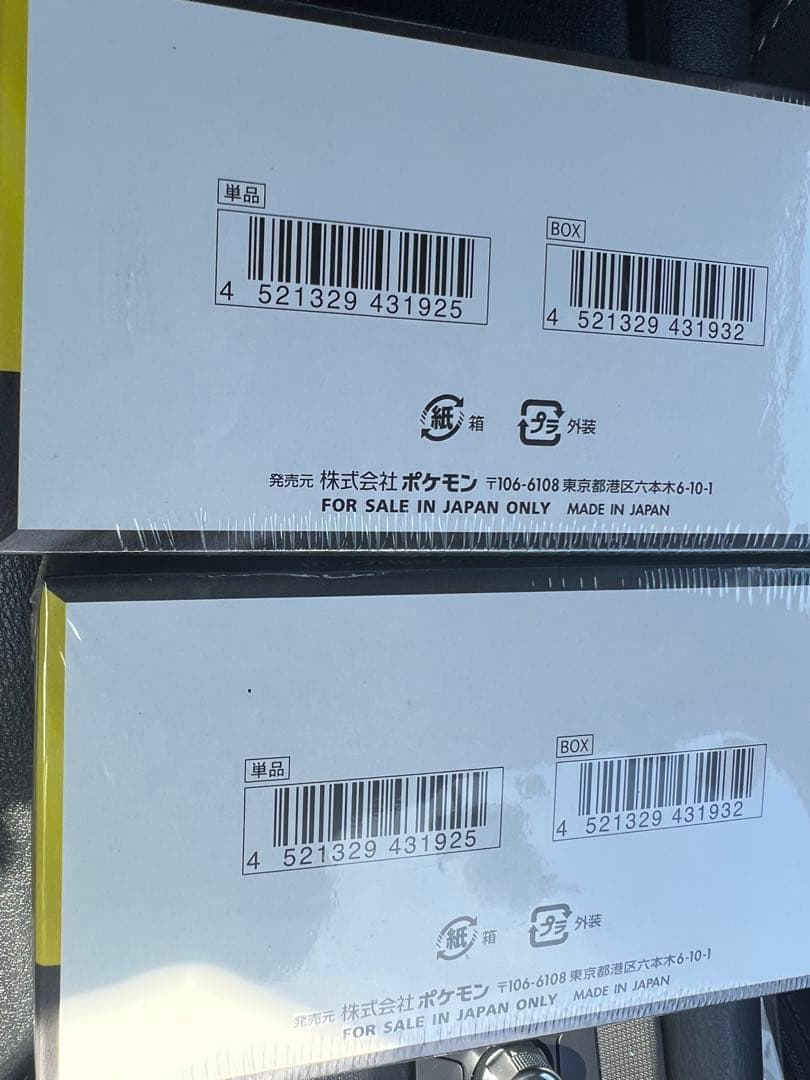 単品
BOX
4 521329 431925
4 521329 431932
紙 箱
プラ 外装
発売元 株式会社ポケモン 〒106-6108 東京都港区六本木6-10-1
FOR SALE IN JAPAN ONLY MADE IN JAPAN
単品
BOX
4 521329 431925
4 521329 431932
紙 箱
プラ 外装
発売元 株式会社ポケモン 〒106-6108 東京都港区六本木6-10-1
FOR SALE IN JAPAN ONLY MADE IN JAPAN